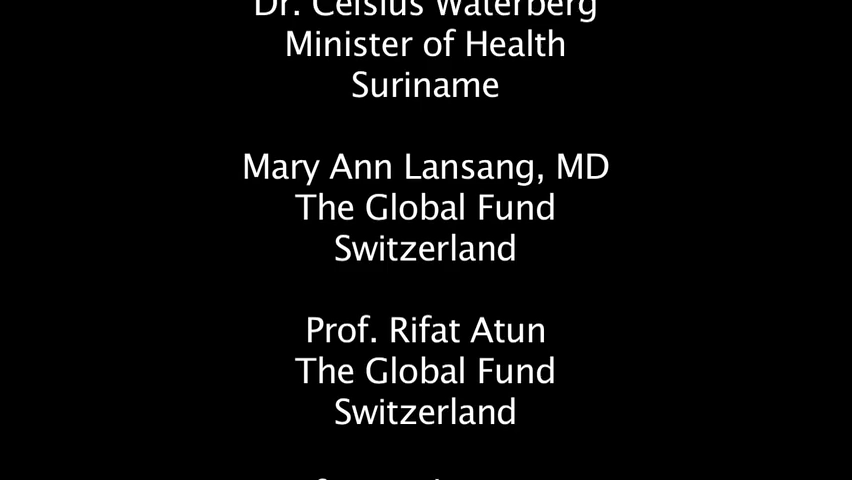 Dr. Celsius Waterberg
Minister of Health
Suriname
Mary Ann Lansang, MD
The Global Fund
Switzerland
Prof. Rifat Atun
The Global Fund
Switzerland